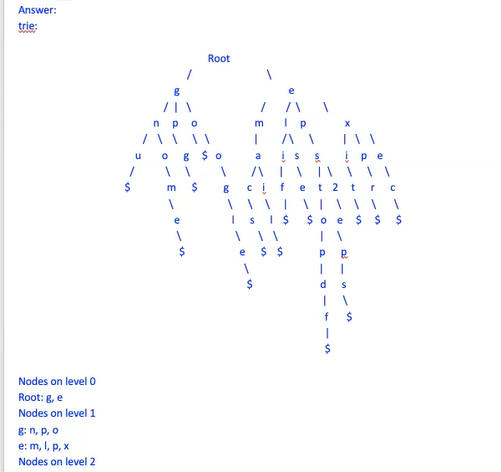 Answer:
trie:
Root
/ \
g e
/ | \ / / \ \
n p o m l p x
/ \ \ \ \ | / \ \ | \ \
u o g $ o a i s s i p e
/ \ \ \ / \ | \ | \ \ \ \
$ m $ g c i f e t 2 t r c
\ \ \ \ | \ | \ \ \ \
e l s l $ $ o e $ $ $
\ \ \ \ | \
$ e $ $ p p
\ | |
$ d s
| \
f $
|
$
Nodes on level 0
Root: g, e
Nodes on level 1
g: n, p, o
e: m, l, p, x
Nodes on level 2